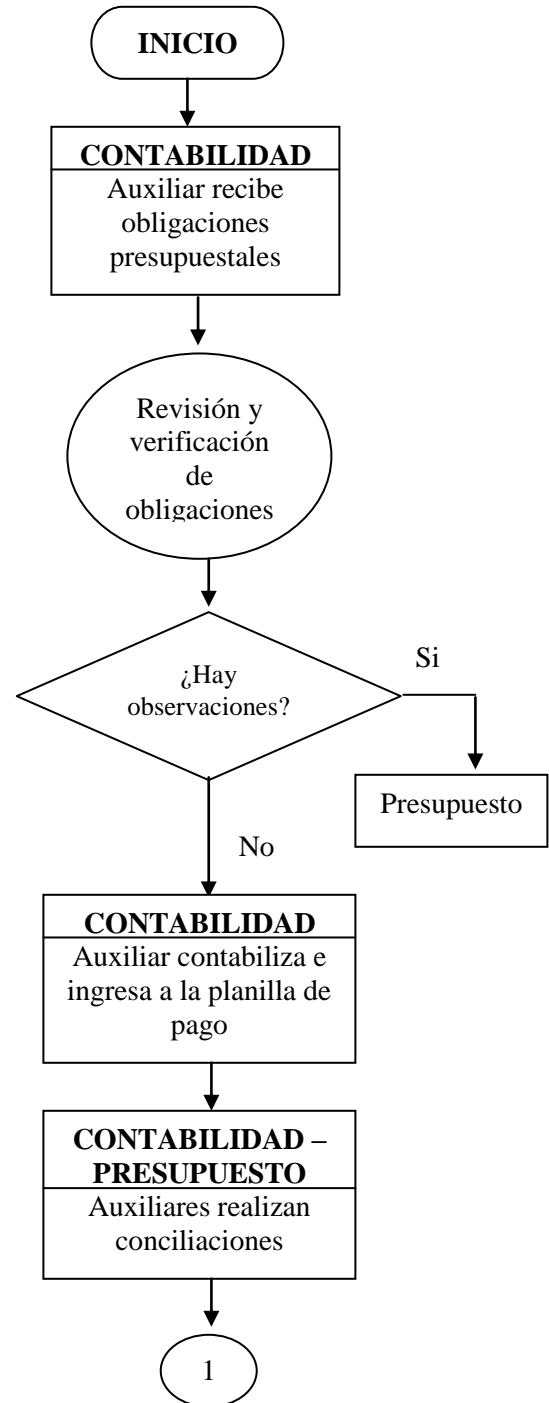 INICIO
CONTABILIDAD
Auxiliar recibe
obligaciones
presupuestales
Revisión y
verificación
de
obligaciones
¿Hay
observaciones?
Si
Presupuesto
No
CONTABILIDAD
Auxiliar contabiliza e
ingresa a la planilla de
pago
CONTABILIDAD –
PRESUPUESTO
Auxiliares realizan
conciliaciones
1